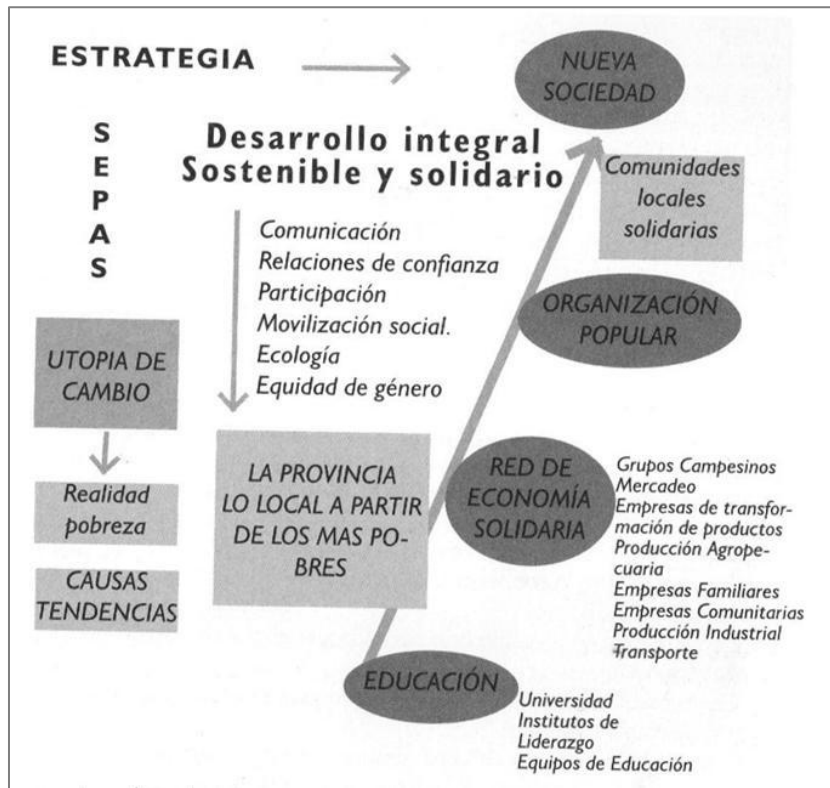 ESTRATEGIA
NUEVA
SOCIEDAD
S
E
P
A
S
Desarrollo integral
Sostenible y solidario
Comunidades
locales
solidarias
Comunicación
Relaciones de confianza
Participación
Movilización social.
Ecología
Equidad de género
ORGANIZACIÓN
POPULAR
UTOPIA DE
CAMBIO
Realidad
pobreza
CAUSAS
TENDENCIAS
LA PROVINCIA
LO LOCAL A PARTIR
DE LOS MAS PO-
BRES
RED DE
ECONOMÍA
SOLIDARIA
Grupos Campesinos
Mercadeo
Empresas de transfor-
mación de productos
Producción Agrope-
cuaria
Empresas Familiares
Empresas Comunitarias
Producción Industrial
Transporte
EDUCACIÓN
Universidad
Institutos de
Liderazgo
Equipos de Educación